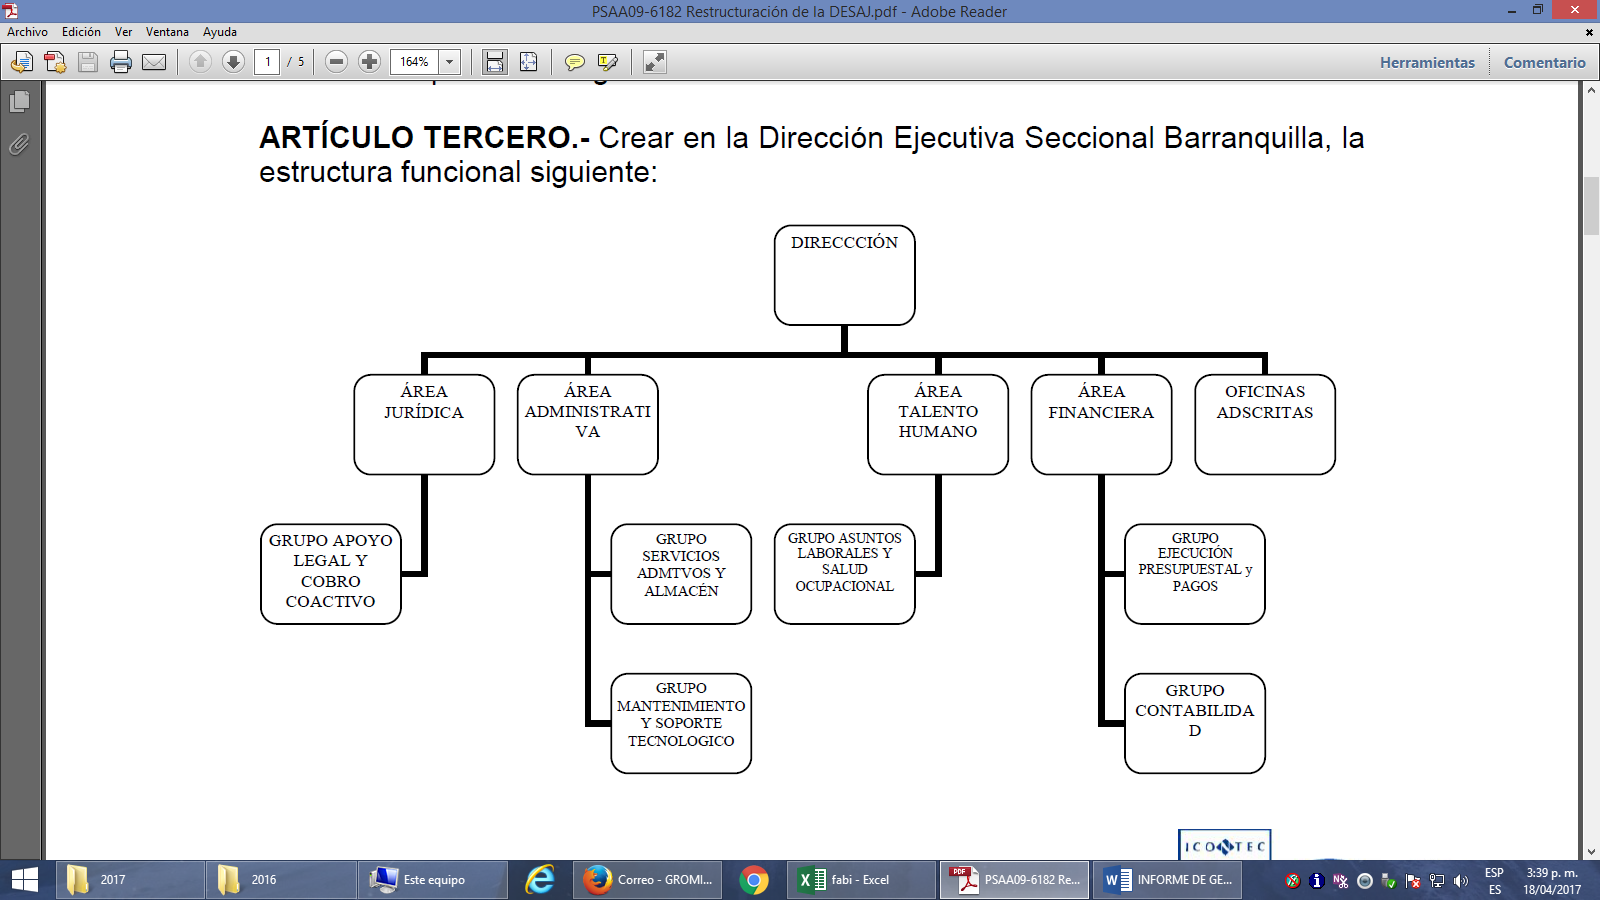 PSAA09-6182 Restructuración de la DESAJ.pdf - Adobe Reader
Archivo Edición Ver Ventana Ayuda
1 / 5 164% Herramientas Comentario
ARTÍCULO TERCERO.- Crear en la Dirección Ejecutiva Seccional Barranquilla, la
estructura funcional siguiente:
DIRECCCIÓN
ÁREA
JURÍDICA
ÁREA
ADMINISTRATI
VA
ÁREA
TALENTO
HUMANO
ÁREA
FINANCIERA
OFICINAS
ADSCRITAS
GRUPO APOYO
LEGAL Y
COBRO
COACTIVO
GRUPO
SERVICIOS
ADMTVOS Y
ALMACÉN
GRUPO ASUNTOS
LABORALES Y
SALUD
OCUPACIONAL
GRUPO
EJECUCIÓN
PRESUPUESTAL y
PAGOS
GRUPO
MANTENIMIENTO
Y SOPORTE
TECNOLOGICO
GRUPO
CONTABILIDA
D
ICONTEC
2017 2016 Este equipo Correo - GROMI... fabi - Excel PSAA09-6182 Re... INFORME DE GE...
ESP
ES
3:39 p. m.
18/04/2017